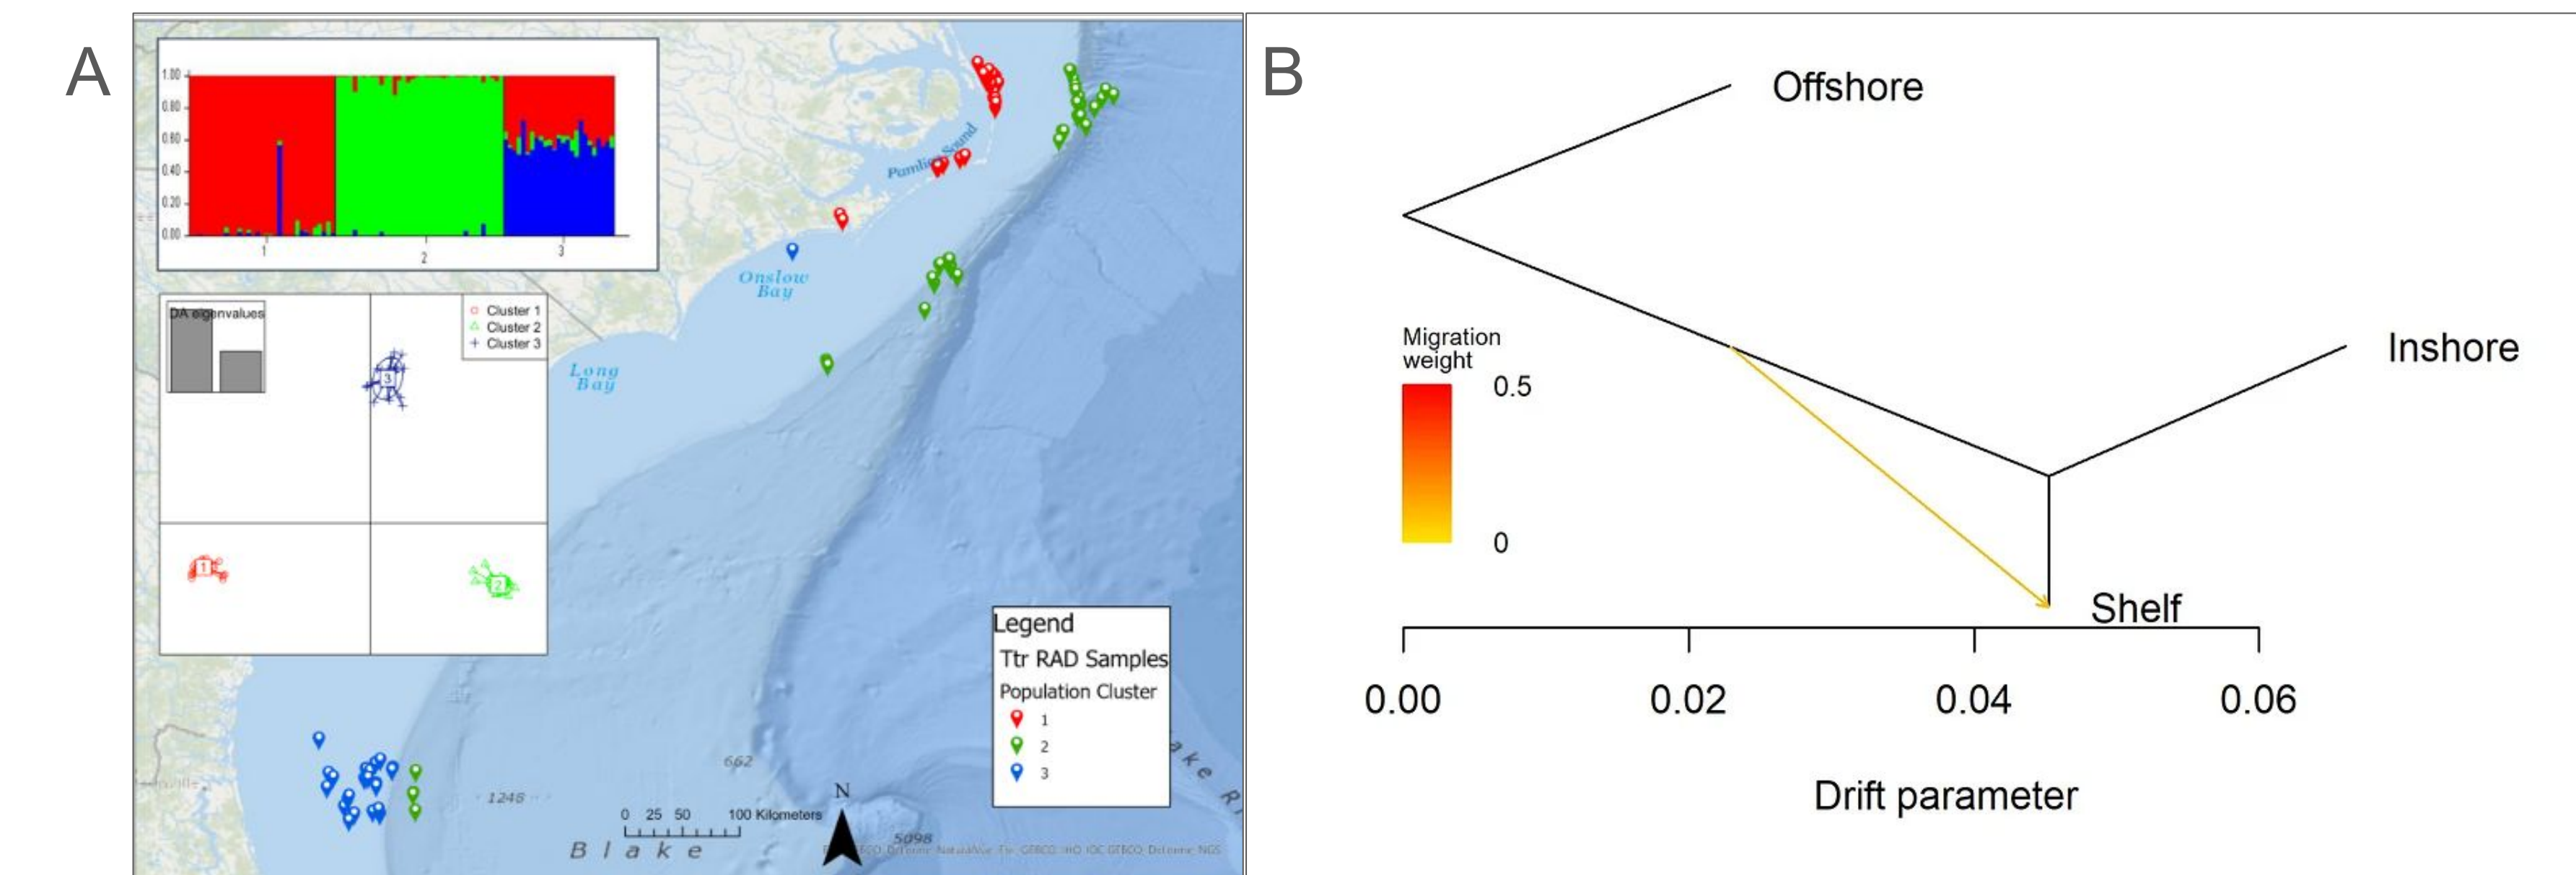 A
1.00
0.80
0.60
0.40
0.20
0.00
1
2
3
DA eigenvalues
Cluster 1
Cluster 2
Cluster 3
3
1
2
Pamlico Sound
Onslow
Bay
Long
Bay
662
1248
5098
Blake
N
0 25 50 100 Kilometers
Legend
Ttr RAD Samples
Population Cluster
1
2
3
B
Offshore
Inshore
Shelf
Migration
weight
0.5
0
0.00 0.02 0.04 0.06
Drift parameter